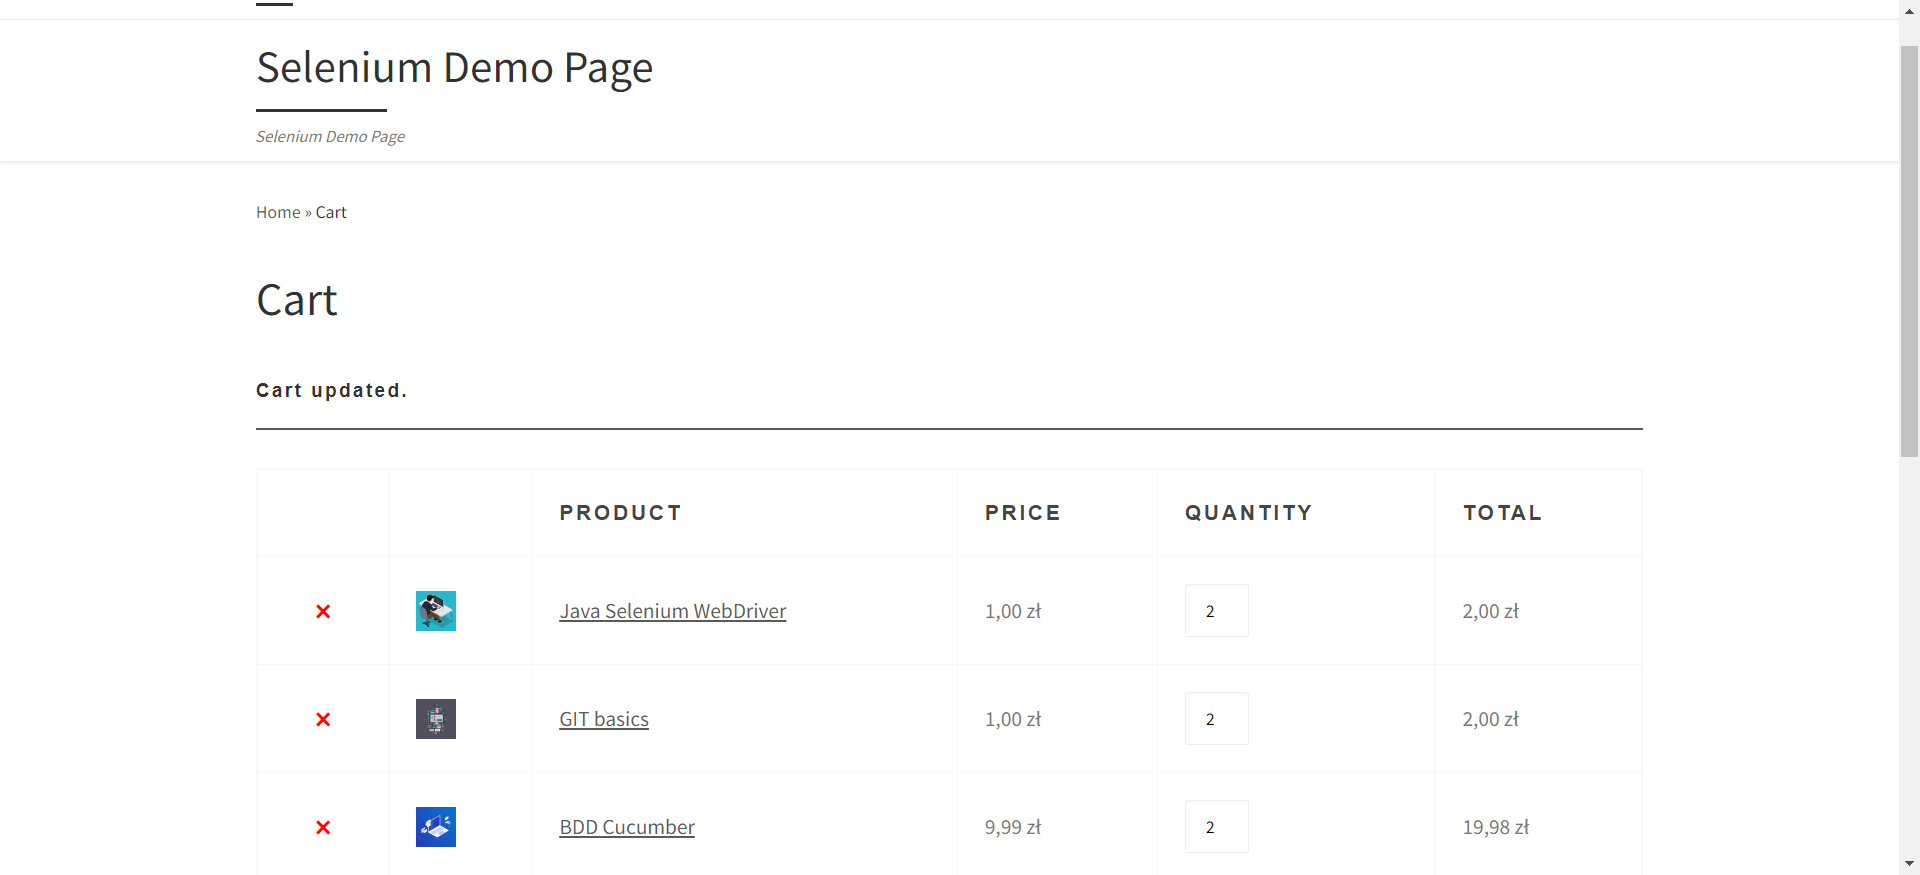 Selenium Demo Page
Selenium Demo Page
Home » Cart
Cart
Cart updated.
PRODUCT PRICE QUANTITY TOTAL
× Java Selenium WebDriver 1,00 zł 2 2,00 zł
× GIT basics 1,00 zł 2 2,00 zł
× BDD Cucumber 9,99 zł 2 19,98 zł